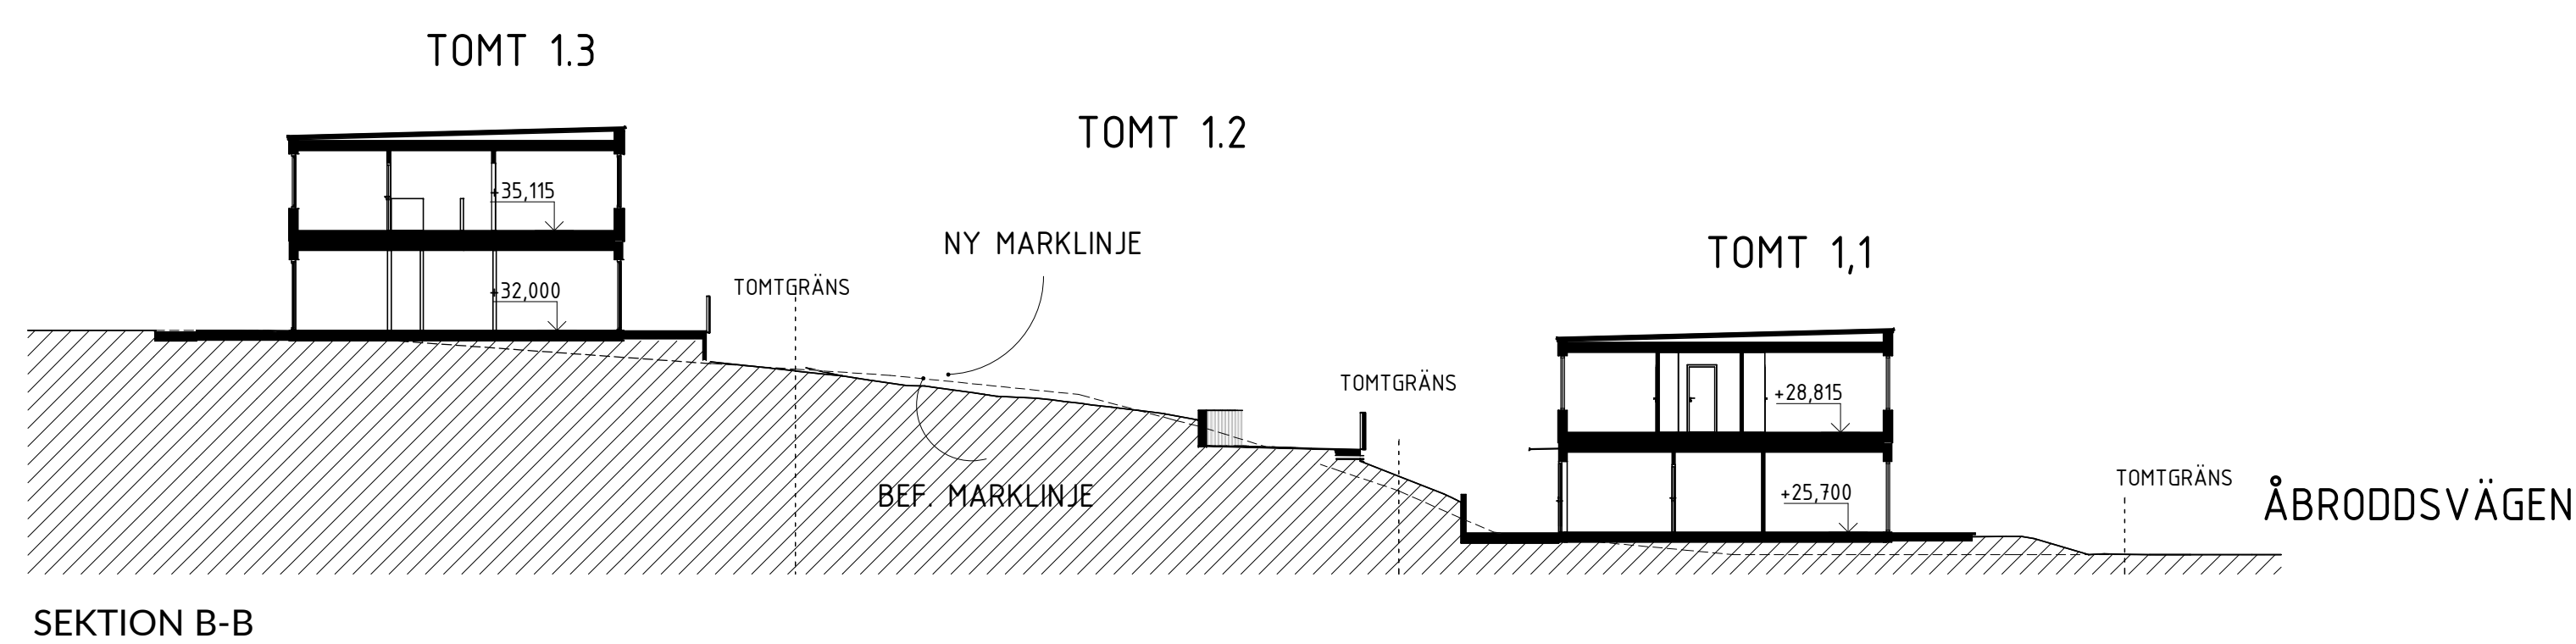 TOMT 1.3
TOMT 1.2
+35,115
NY MARKLINJE
TOMT 1,1
+32,000
TOMTGRÄNS
TOMTGRÄNS
+28,815
BEF. MARKLINJE
+25,700
TOMTGRÄNS
ÅBRODDSVÄGEN
SEKTION B-B